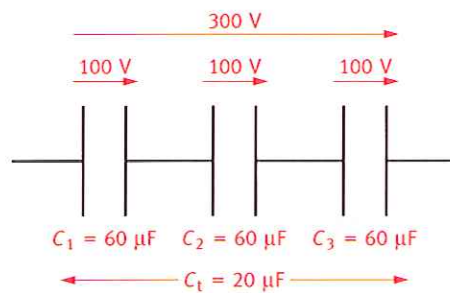 300 V
100 V 100 V 100 V
C₁ = 60 µF C₂ = 60 µF C₃ = 60 µF
Cₜ = 20 µF